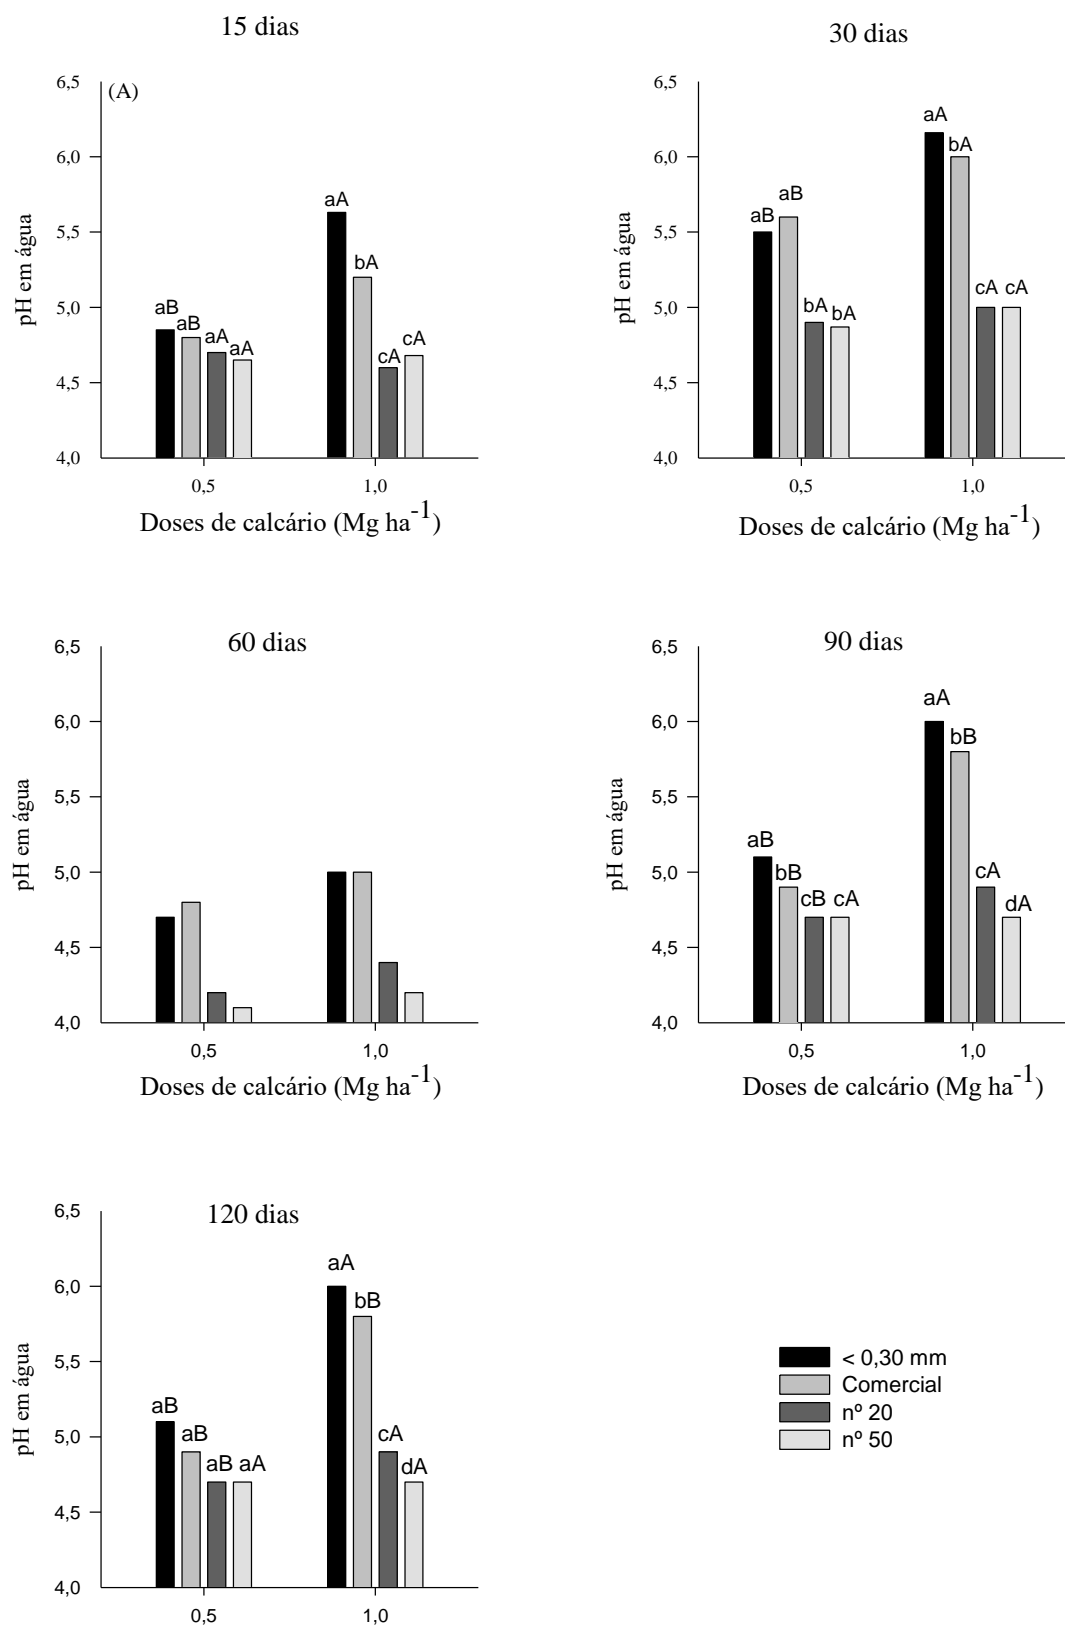 15 dias
(A)
6,5
6,0
5,5
5,0
4,5
4,0
pH em água
aB aB aA aA
aA bA cA cA
0,5 1,0
Doses de calcário (Mg ha-1)
30 dias
6,5
6,0
5,5
5,0
4,5
4,0
pH em água
aB aB bA bA
aA bA cA cA
0,5 1,0
Doses de calcário (Mg ha-1)
60 dias
6,5
6,0
5,5
5,0
4,5
4,0
pH em água
0,5 1,0
Doses de calcário (Mg ha-1)
90 dias
6,5
6,0
5,5
5,0
4,5
4,0
pH em água
aB bB cB cA
aA bB cA dA
0,5 1,0
Doses de calcário (Mg ha-1)
120 dias
6,5
6,0
5,5
5,0
4,5
4,0
pH em água
aB aB aB aA
aA bB cA dA
0,5 1,0
< 0,30 mm
Comercial
nº 20
nº 50